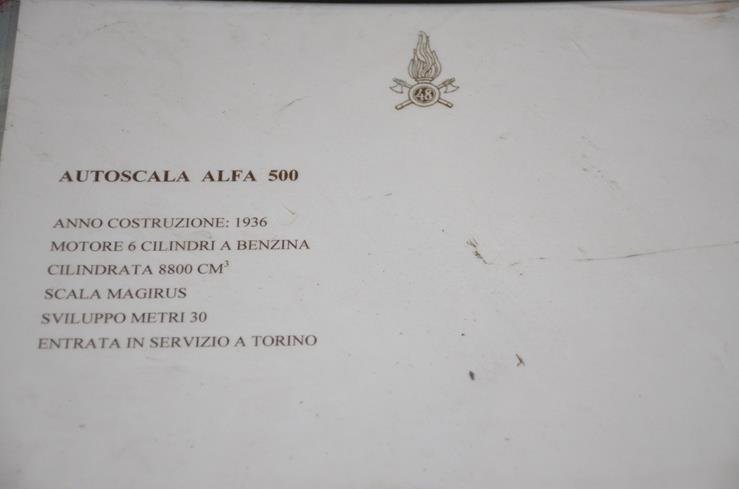 48
AUTOSCALA ALFA 500
ANNO COSTRUZIONE: 1936
MOTORE 6 CILINDRI A BENZINA
CILINDRATA 8800 CM³
SCALA MAGIRUS
SVILUPPO METRI 30
ENTRATA IN SERVIZIO A TORINO